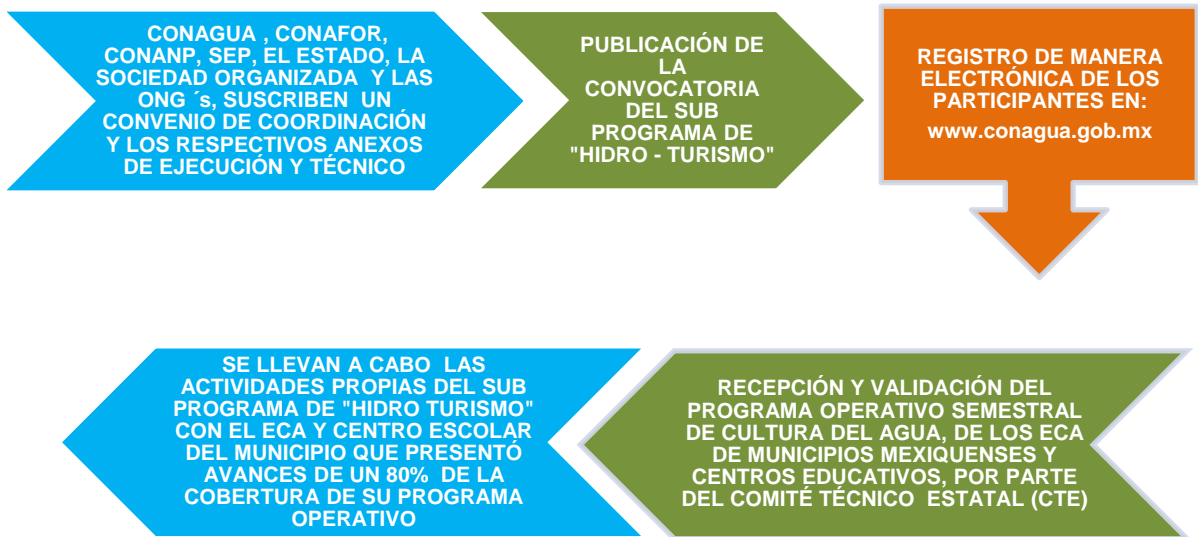 CONAGUA , CONAFOR,
CONANP, SEP, EL ESTADO, LA
SOCIEDAD ORGANIZADA Y LAS
ONG ´s, SUSCRIBEN UN
CONVENIO DE COORDINACIÓN
Y LOS RESPECTIVOS ANEXOS
DE EJECUCIÓN Y TÉCNICO
PUBLICACIÓN DE
LA
CONVOCATORIA
DEL SUB
PROGRAMA DE
"HIDRO - TURISMO"
REGISTRO DE MANERA
ELECTRÓNICA DE LOS
PARTICIPANTES EN:
www.conagua.gob.mx
RECEPCIÓN Y VALIDACIÓN DEL
PROGRAMA OPERATIVO SEMESTRAL
DE CULTURA DEL AGUA, DE LOS ECA
DE MUNICIPIOS MEXIQUENSES Y
CENTROS EDUCATIVOS, POR PARTE
DEL COMITÉ TÉCNICO ESTATAL (CTE)
SE LLEVAN A CABO LAS
ACTIVIDADES PROPIAS DEL SUB
PROGRAMA DE "HIDRO TURISMO"
CON EL ECA Y CENTRO ESCOLAR
DEL MUNICIPIO QUE PRESENTÓ
AVANCES DE UN 80% DE LA
COBERTURA DE SU PROGRAMA
OPERATIVO